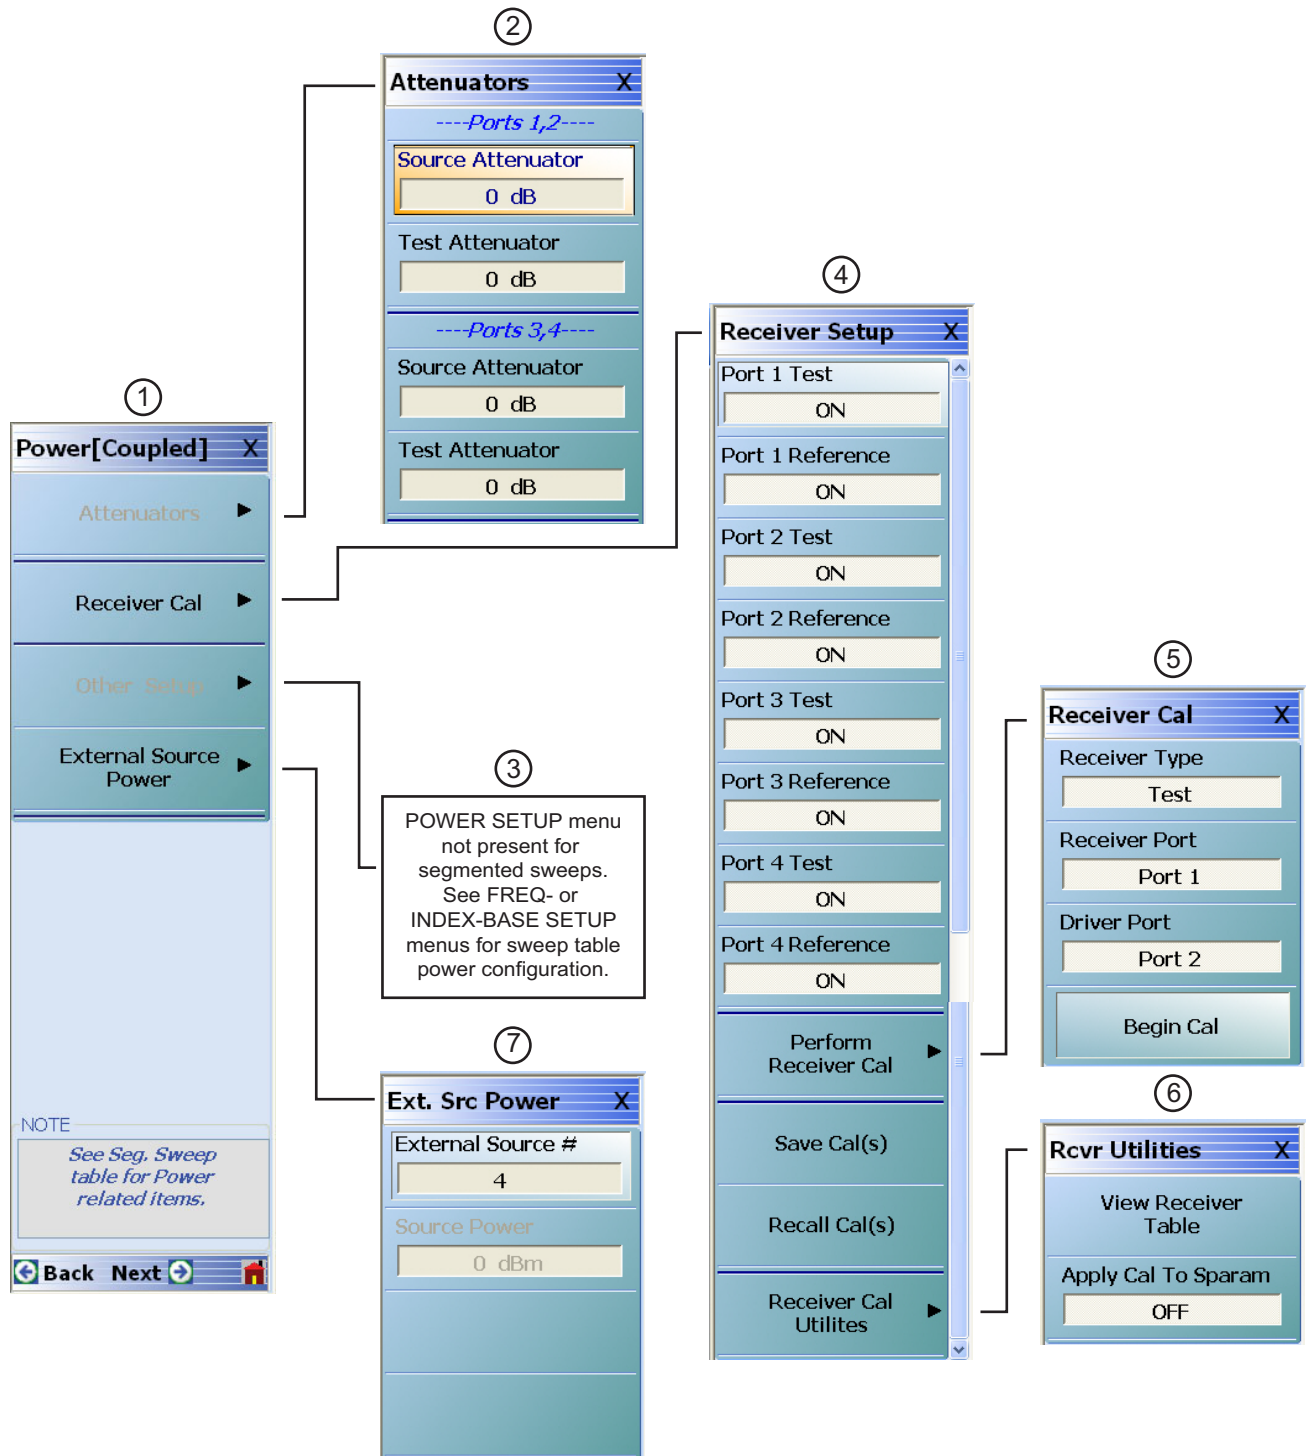 2
Attenuators X
----Ports 1,2----
Source Attenuator
0 dB
Test Attenuator
0 dB
----Ports 3,4----
Source Attenuator
0 dB
Test Attenuator
0 dB
1
Power[Coupled] X
Attenuators
Receiver Cal
Other Setup
External Source
Power
NOTE
See Seg. Sweep
table for Power
related items.
Back Next
3
POWER SETUP menu
not present for
segmented sweeps.
See FREQ- or
INDEX-BASE SETUP
menus for sweep table
power configuration.
7
Ext. Src Power X
External Source #
4
Source Power
0 dBm
4
Receiver Setup X
Port 1 Test
ON
Port 1 Reference
ON
Port 2 Test
ON
Port 2 Reference
ON
Port 3 Test
ON
Port 3 Reference
ON
Port 4 Test
ON
Port 4 Reference
ON
Perform
Receiver Cal
Save Cal(s)
Recall Cal(s)
Receiver Cal
Utilites
5
Receiver Cal X
Receiver Type
Test
Receiver Port
Port 1
Driver Port
Port 2
Begin Cal
6
Rcvr Utilities X
View Receiver
Table
Apply Cal To Sparam
OFF